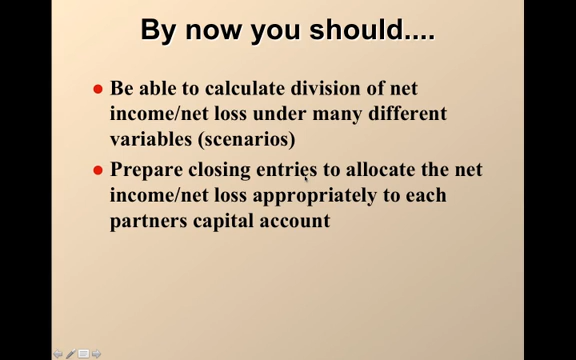 By now you should....
Be able to calculate division of net
income/net loss under many different
variables (scenarios)
Prepare closing entries to allocate the net
income/net loss appropriately to each
partners capital account